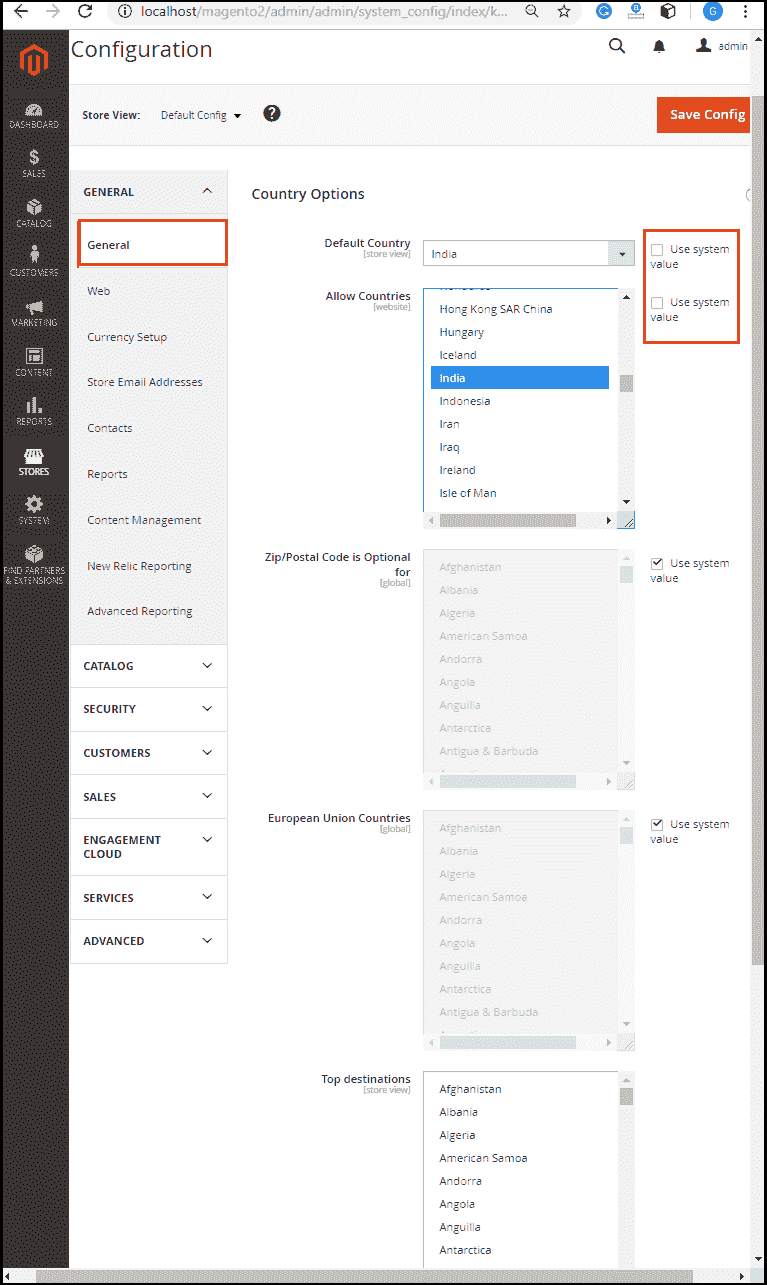 localhost/magento2/admin/admin/system_config/index/k...
G
8
G
Configuration
admin
Store View:
Default Config
?
Save Config
DASHBOARD
$
SALES
CATALOG
CUSTOMERS
MARKETING
CONTENT
REPORTS
STORES
SYSTEM
FIND PARTNERS
& EXTENSIONS
GENERAL
General
Web
Currency Setup
Store Email Addresses
Contacts
Reports
Content Management
New Relic Reporting
Advanced Reporting
CATALOG
SECURITY
CUSTOMERS
SALES
ENGAGEMENT
CLOUD
SERVICES
ADVANCED
Country Options
Default Country
[store view]
India
Use system
value
Allow Countries
[website]
Hong Kong SAR China
Hungary
Iceland
India
Indonesia
Iran
Iraq
Ireland
Isle of Man
Use system
value
Zip/Postal Code is Optional
for
[global]
Afghanistan
Albania
Algeria
American Samoa
Andorra
Angola
Anguilla
Antarctica
Antigua & Barbuda
Use system
value
European Union Countries
[global]
Afghanistan
Albania
Algeria
American Samoa
Andorra
Angola
Anguilla
Antarctica
Antigua & Barbuda
Use system
value
Top destinations
[store view]
Afghanistan
Albania
Algeria
American Samoa
Andorra
Angola
Anguilla
Antarctica